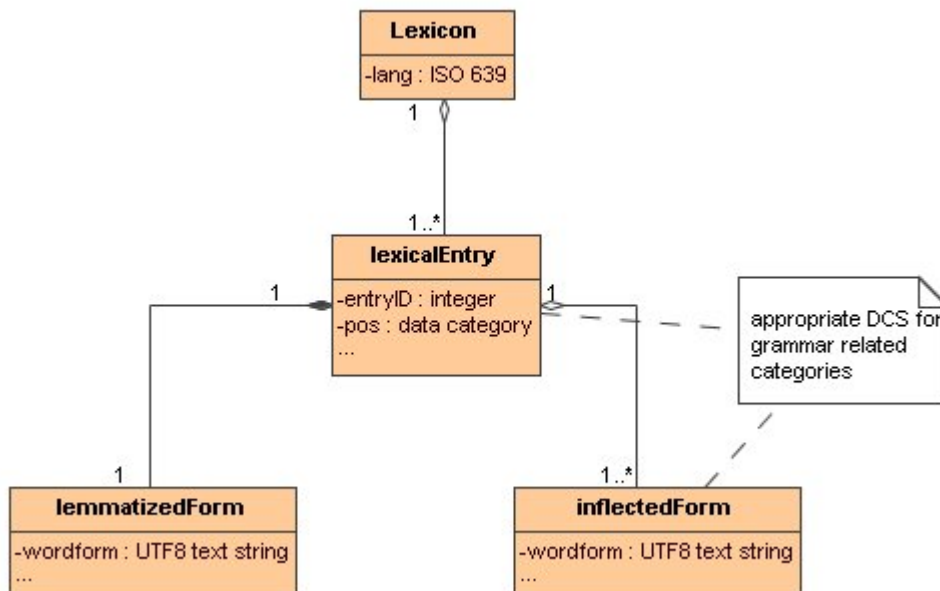 Lexicon
-lang : ISO 639
1
1..*
lexicalEntry
-entryID : integer
-pos : data category
...
1
1
appropriate DCS for
grammar related
categories
1
1..*
lemmatizedForm
-wordform : UTF8 text string
...
inflectedForm
-wordform : UTF8 text string
...